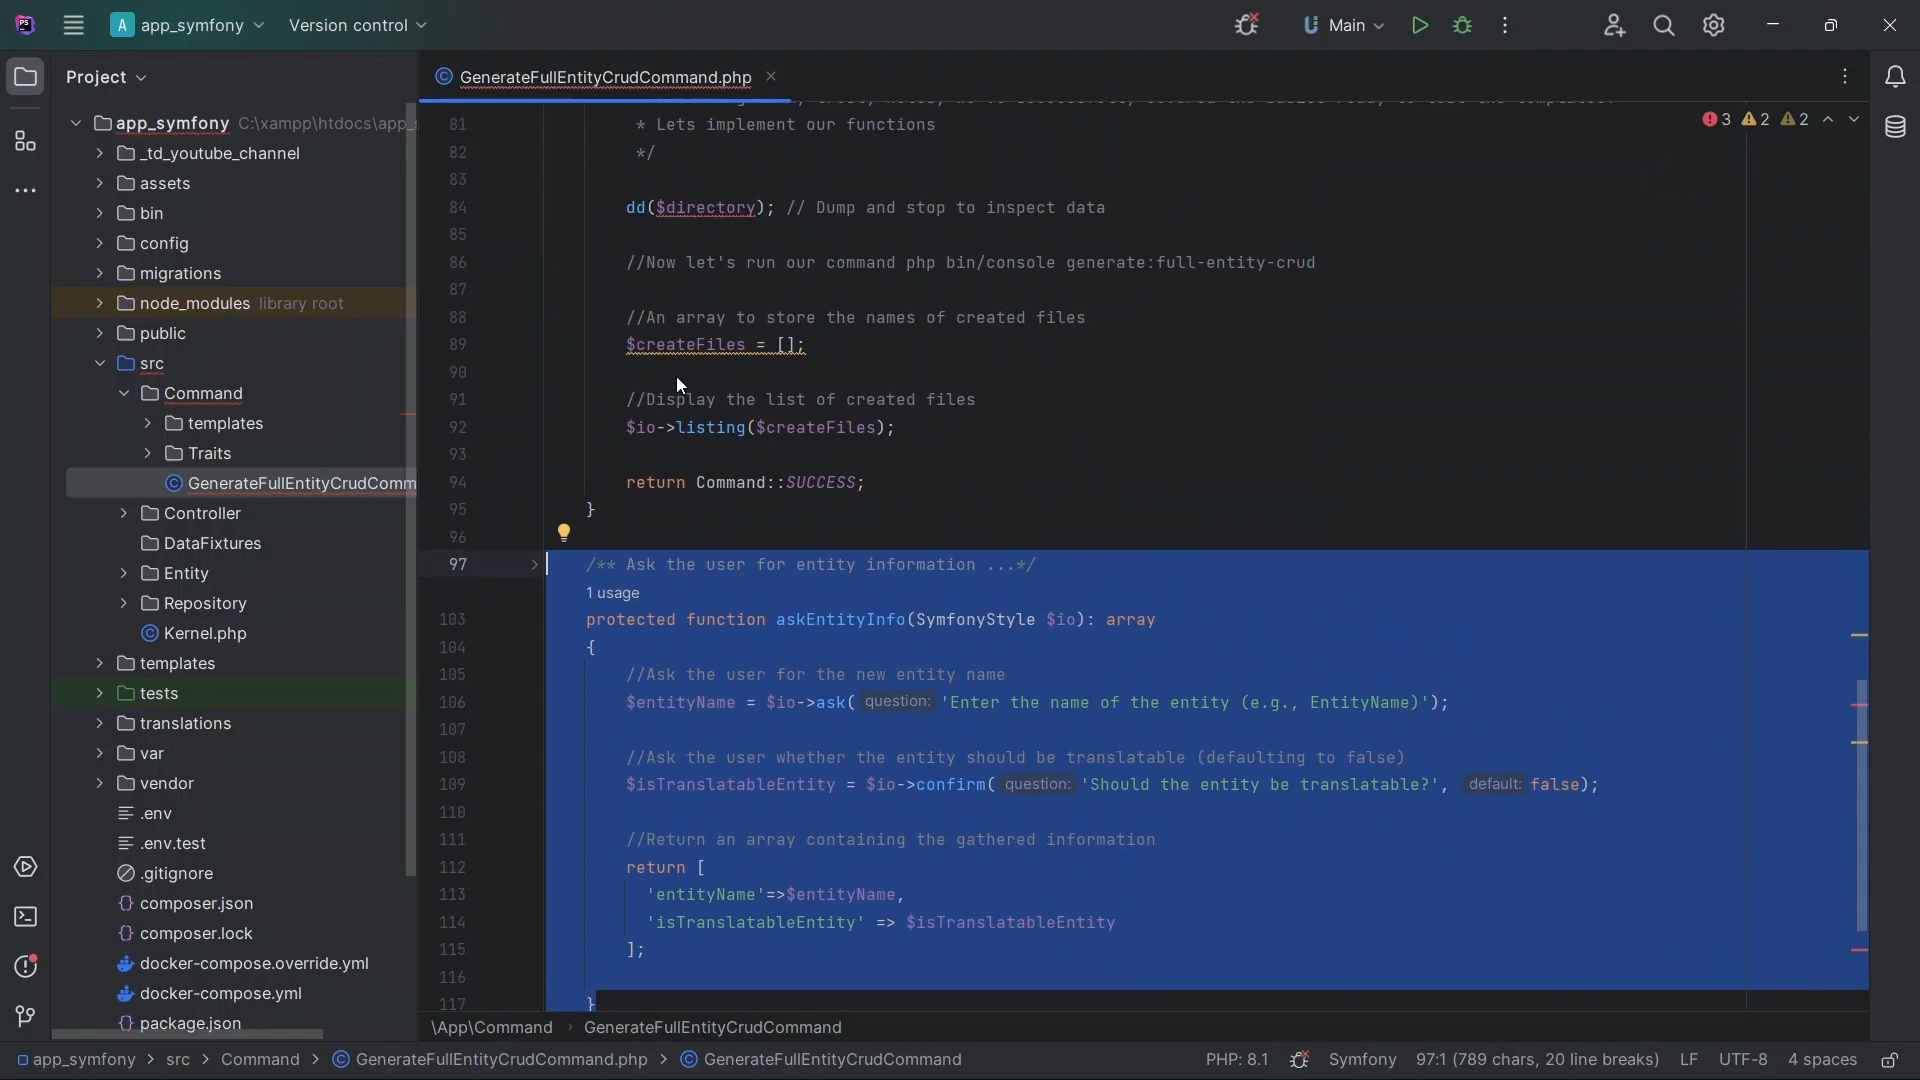 PS
A app_symfony
Version control
Main
Project
GenerateFullEntityCrudCommand.php
app_symfony C:\xampp\htdocs\app_s
_td_youtube_channel
assets
bin
config
migrations
node_modules library root
public
src
Command
templates
Traits
GenerateFullEntityCrudComm
Controller
DataFixtures
Entity
Repository
Kernel.php
templates
tests
translations
var
vendor
.env
.env.test
.gitignore
composer.json
composer.lock
docker-compose.override.yml
docker-compose.yml
package.json
3 2 2
81 * Lets implement our functions
82 */
83
84 dd($directory); // Dump and stop to inspect data
85
86 //Now let's run our command php bin/console generate:full-entity-crud
87
88 //An array to store the names of created files
89 $createFiles = [];
90
91 //Display the list of created files
92 $io->listing($createFiles);
93
94 return Command::SUCCESS;
95 }
96
97 /** Ask the user for entity information ...*/
1 usage
103 protected function askEntityInfo(SymfonyStyle $io): array
104 {
105 //Ask the user for the new entity name
106 $entityName = $io->ask( question: 'Enter the name of the entity (e.g., EntityName)');
107
108 //Ask the user whether the entity should be translatable (defaulting to false)
109 $isTranslatableEntity = $io->confirm( question: 'Should the entity be translatable?', default: false);
110
111 //Return an array containing the gathered information
112 return [
113 'entityName'=>$entityName,
114 'isTranslatableEntity' => $isTranslatableEntity
115 ];
116
117 }
\App\Command › GenerateFullEntityCrudCommand
app_symfony > src > Command > GenerateFullEntityCrudCommand.php > GenerateFullEntityCrudCommand
PHP: 8.1 Symfony 97:1 (789 chars, 20 line breaks) LF UTF-8 4 spaces